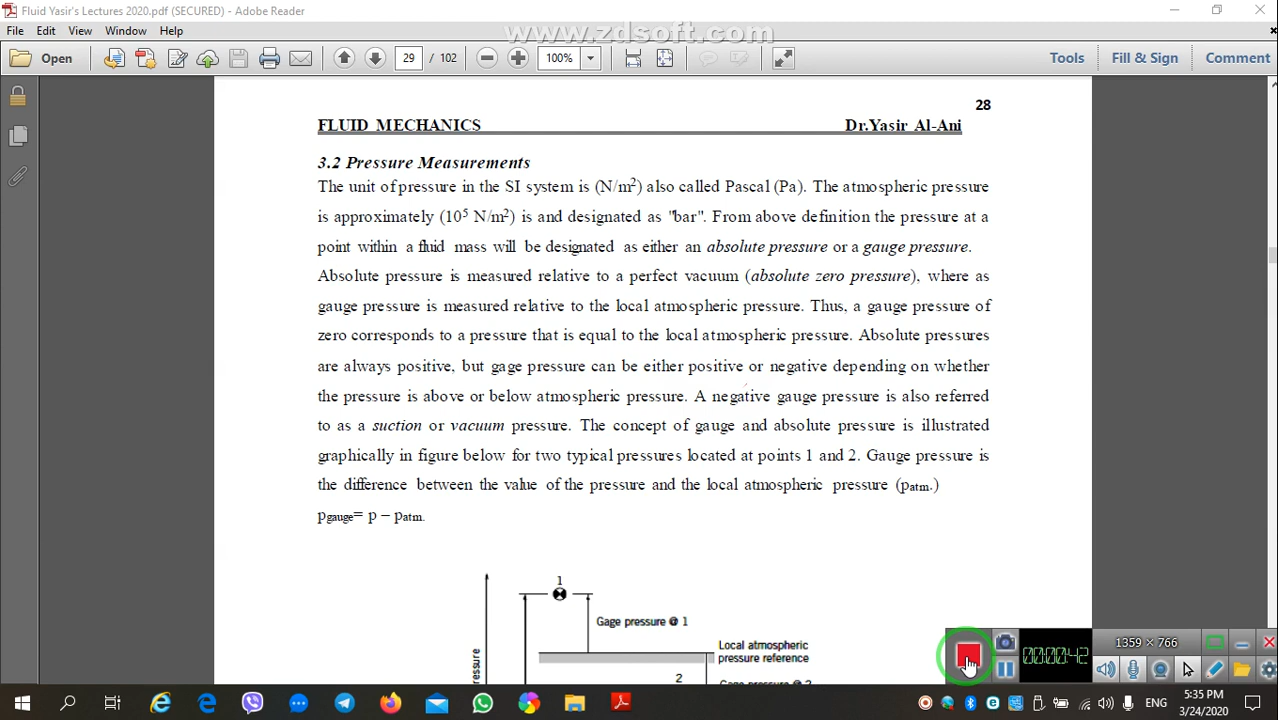 Fluid Yasir's Lectures 2020.pdf (SECURED) - Adobe Reader
File Edit View Window Help
www.zdsoft.com
Open 29 / 102 100% Tools Fill & Sign Comment
28
FLUID MECHANICS Dr.Yasir Al-Ani
3.2 Pressure Measurements
The unit of pressure in the SI system is (N/m²) also called Pascal (Pa). The atmospheric pressure
is approximately (10⁵ N/m²) is and designated as "bar". From above definition the pressure at a
point within a fluid mass will be designated as either an absolute pressure or a gauge pressure.
Absolute pressure is measured relative to a perfect vacuum (absolute zero pressure), where as
gauge pressure is measured relative to the local atmospheric pressure. Thus, a gauge pressure of
zero corresponds to a pressure that is equal to the local atmospheric pressure. Absolute pressures
are always positive, but gage pressure can be either positive or negative depending on whether
the pressure is above or below atmospheric pressure. A negative gauge pressure is also referred
to as a suction or vacuum pressure. The concept of gauge and absolute pressure is illustrated
graphically in figure below for two typical pressures located at points 1 and 2. Gauge pressure is
the difference between the value of the pressure and the local atmospheric pressure (patm.)
pgauge= p – patm.
1
Gage pressure @ 1
Local atmospheric
pressure reference
2
ressure
1359 × 766
00:00:42
ENG
5:35 PM
3/24/2020